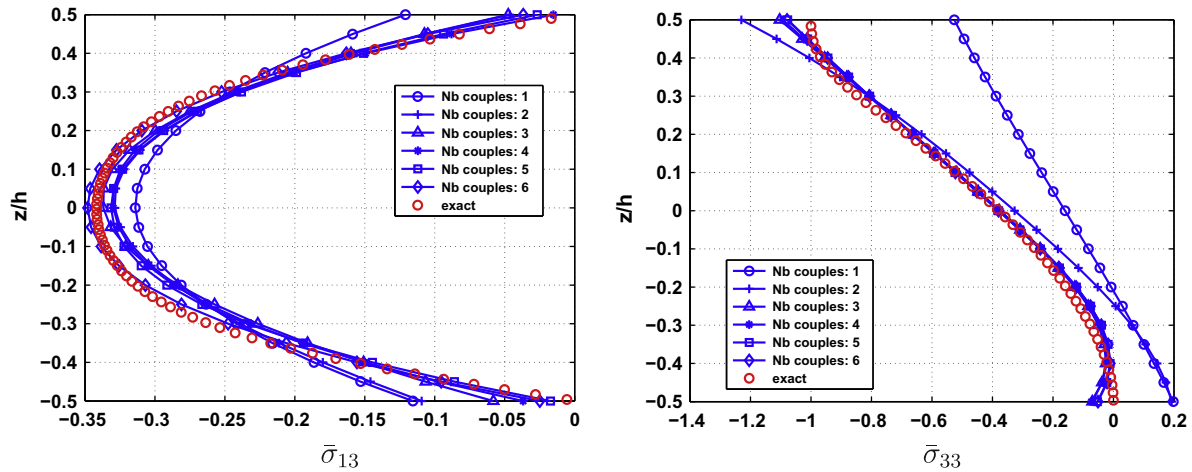 0.5
0.4
0.3
0.2
0.1
0
−0.1
−0.2
−0.3
−0.4
−0.5
z/h
−0.35 −0.3 −0.25 −0.2 −0.15 −0.1 −0.05 0
σ̄13
Nb couples: 1
Nb couples: 2
Nb couples: 3
Nb couples: 4
Nb couples: 5
Nb couples: 6
exact
0.5
0.4
0.3
0.2
0.1
0
−0.1
−0.2
−0.3
−0.4
−0.5
z/h
−1.4 −1.2 −1 −0.8 −0.6 −0.4 −0.2 0 0.2
σ̄33
Nb couples: 1
Nb couples: 2
Nb couples: 3
Nb couples: 4
Nb couples: 5
Nb couples: 6
exact